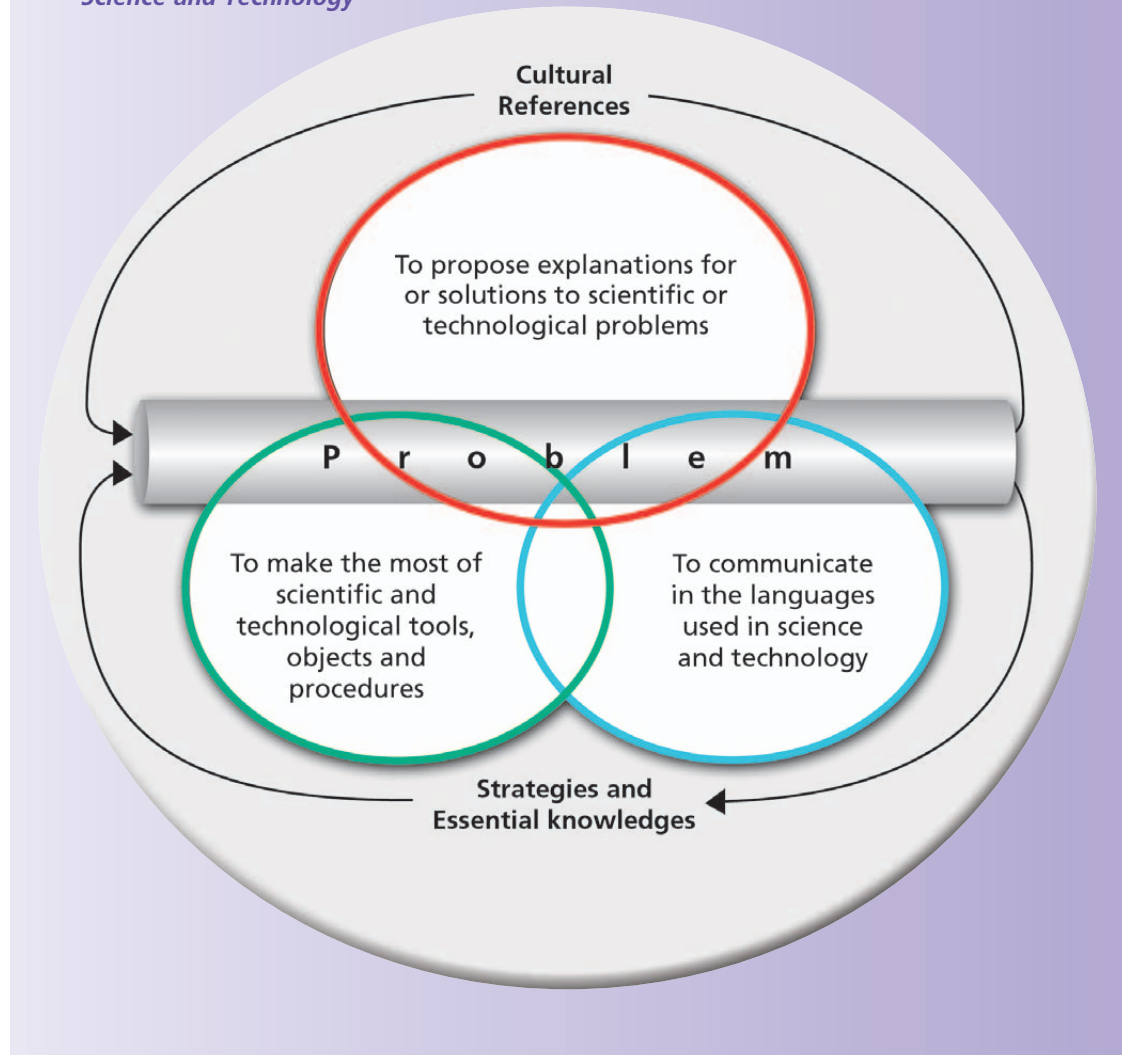 Science and Technology
Cultural
References
To propose explanations for
or solutions to scientific or
technological problems
P r o b l e m
To make the most of
scientific and
technological tools,
objects and
procedures
To communicate
in the languages
used in science
and technology
Strategies and
Essential knowledges